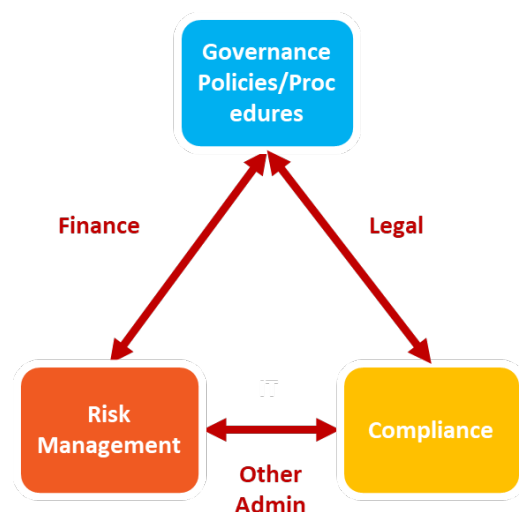 Governance
Policies/Proc
edures
Finance
Legal
Risk
Management
Compliance
Other
Admin